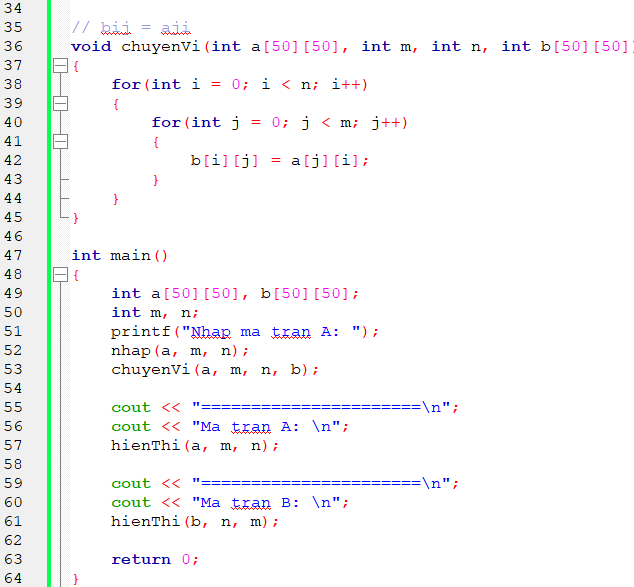 34
35 // bij = aji
36 void chuyenVi(int a[50][50], int m, int n, int b[50][50]
37 {
38 for(int i = 0; i < n; i++)
39 {
40 for(int j = 0; j < m; j++)
41 {
42 b[i][j] = a[j][i];
43 }
44 }
45 }
46
47 int main()
48 {
49 int a[50][50], b[50][50];
50 int m, n;
51 printf("Nhap ma tran A: ");
52 nhap(a, m, n);
53 chuyenVi(a, m, n, b);
54
55 cout << "======================\n";
56 cout << "Ma tran A: \n";
57 hienThi(a, m, n);
58
59 cout << "======================\n";
60 cout << "Ma tran B: \n";
61 hienThi(b, n, m);
62
63 return 0;
64 }